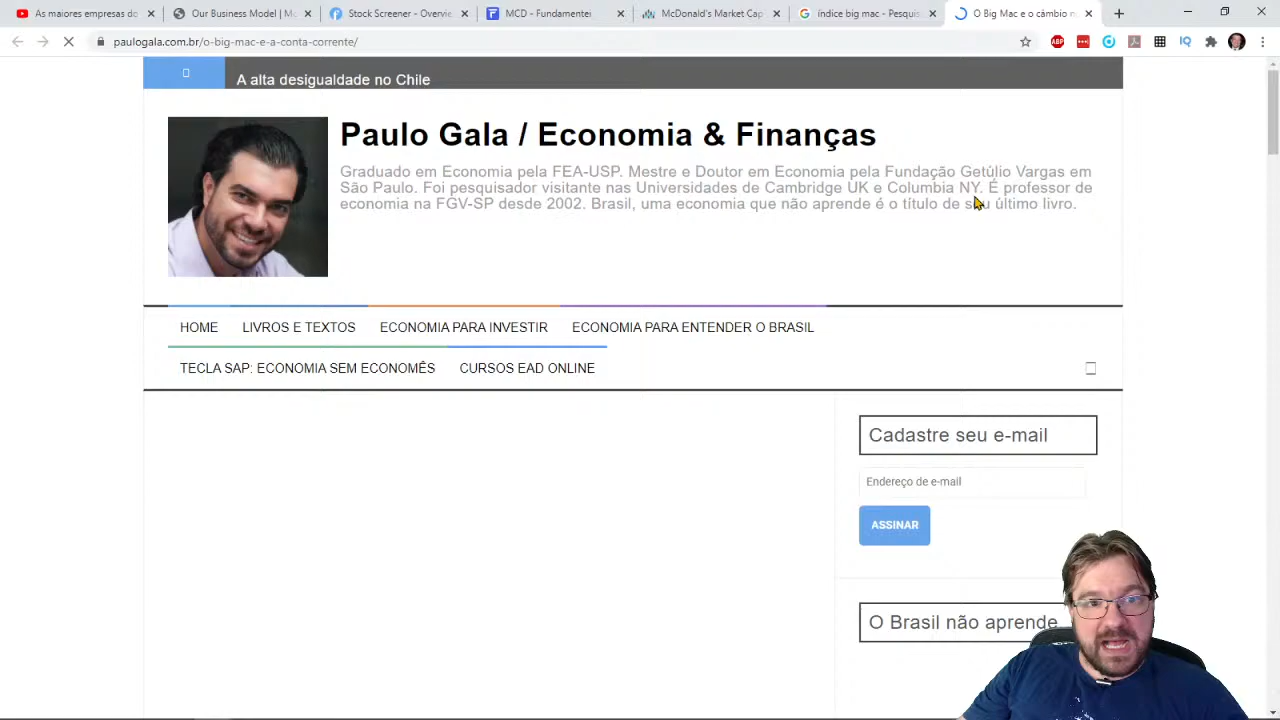 As maiores empresas do
Our Business Model | M
Stock Screener - Overvie
MCD - Fundamentei
McDonald's Market Cap
índice big mac - Pesquis
O Big Mac e o câmbio n
paulogala.com.br/o-big-mac-e-a-conta-corrente/
ABP
IQ
A alta desigualdade no Chile
Paulo Gala / Economia & Finanças
Graduado em Economia pela FEA-USP. Mestre e Doutor em Economia pela Fundação Getúlio Vargas em
São Paulo. Foi pesquisador visitante nas Universidades de Cambridge UK e Columbia NY. É professor de
economia na FGV-SP desde 2002. Brasil, uma economia que não aprende é o título de seu último livro.
HOME LIVROS E TEXTOS ECONOMIA PARA INVESTIR ECONOMIA PARA ENTENDER O BRASIL
TECLA SAP: ECONOMIA SEM ECONOMÊS CURSOS EAD ONLINE
Cadastre seu e-mail
Endereço de e-mail
ASSINAR
O Brasil não aprende